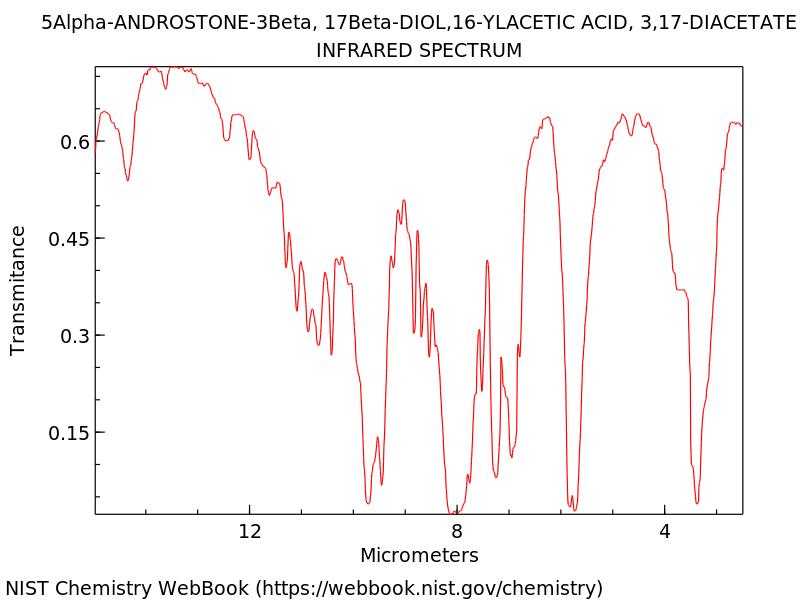 5Alpha-ANDROSTONE-3Beta, 17Beta-DIOL,16-YLACETIC ACID, 3,17-DIACETATE
INFRARED SPECTRUM
0.6
0.45
0.3
0.15
Transmitance
12 8 4
Micrometers
NIST Chemistry WebBook (https://webbook.nist.gov/chemistry)